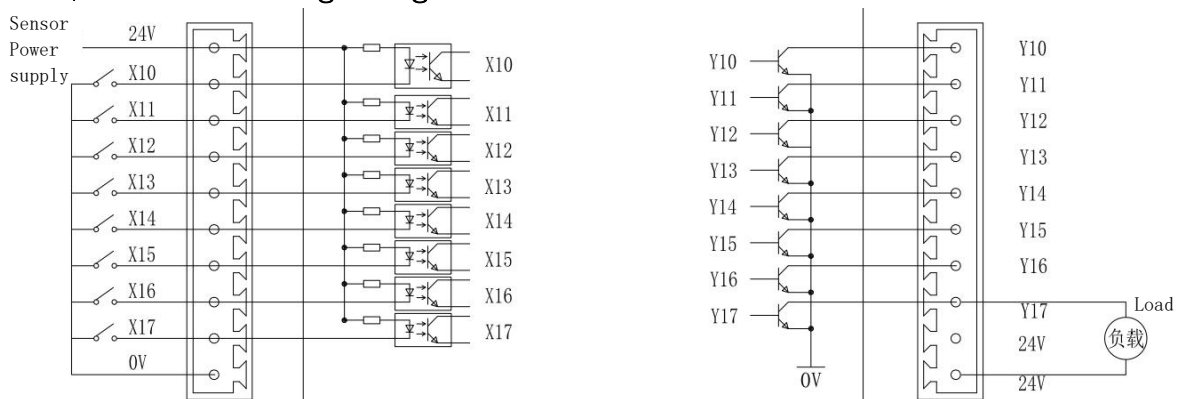 Sensor
Power
supply
24V
X10
X11
X12
X13
X14
X15
X16
X17
0V
X10
X11
X12
X13
X14
X15
X16
X17
Y10
Y11
Y12
Y13
Y14
Y15
Y16
Y17
0V
Y10
Y11
Y12
Y13
Y14
Y15
Y16
Y17
24V
24V
Load
负载